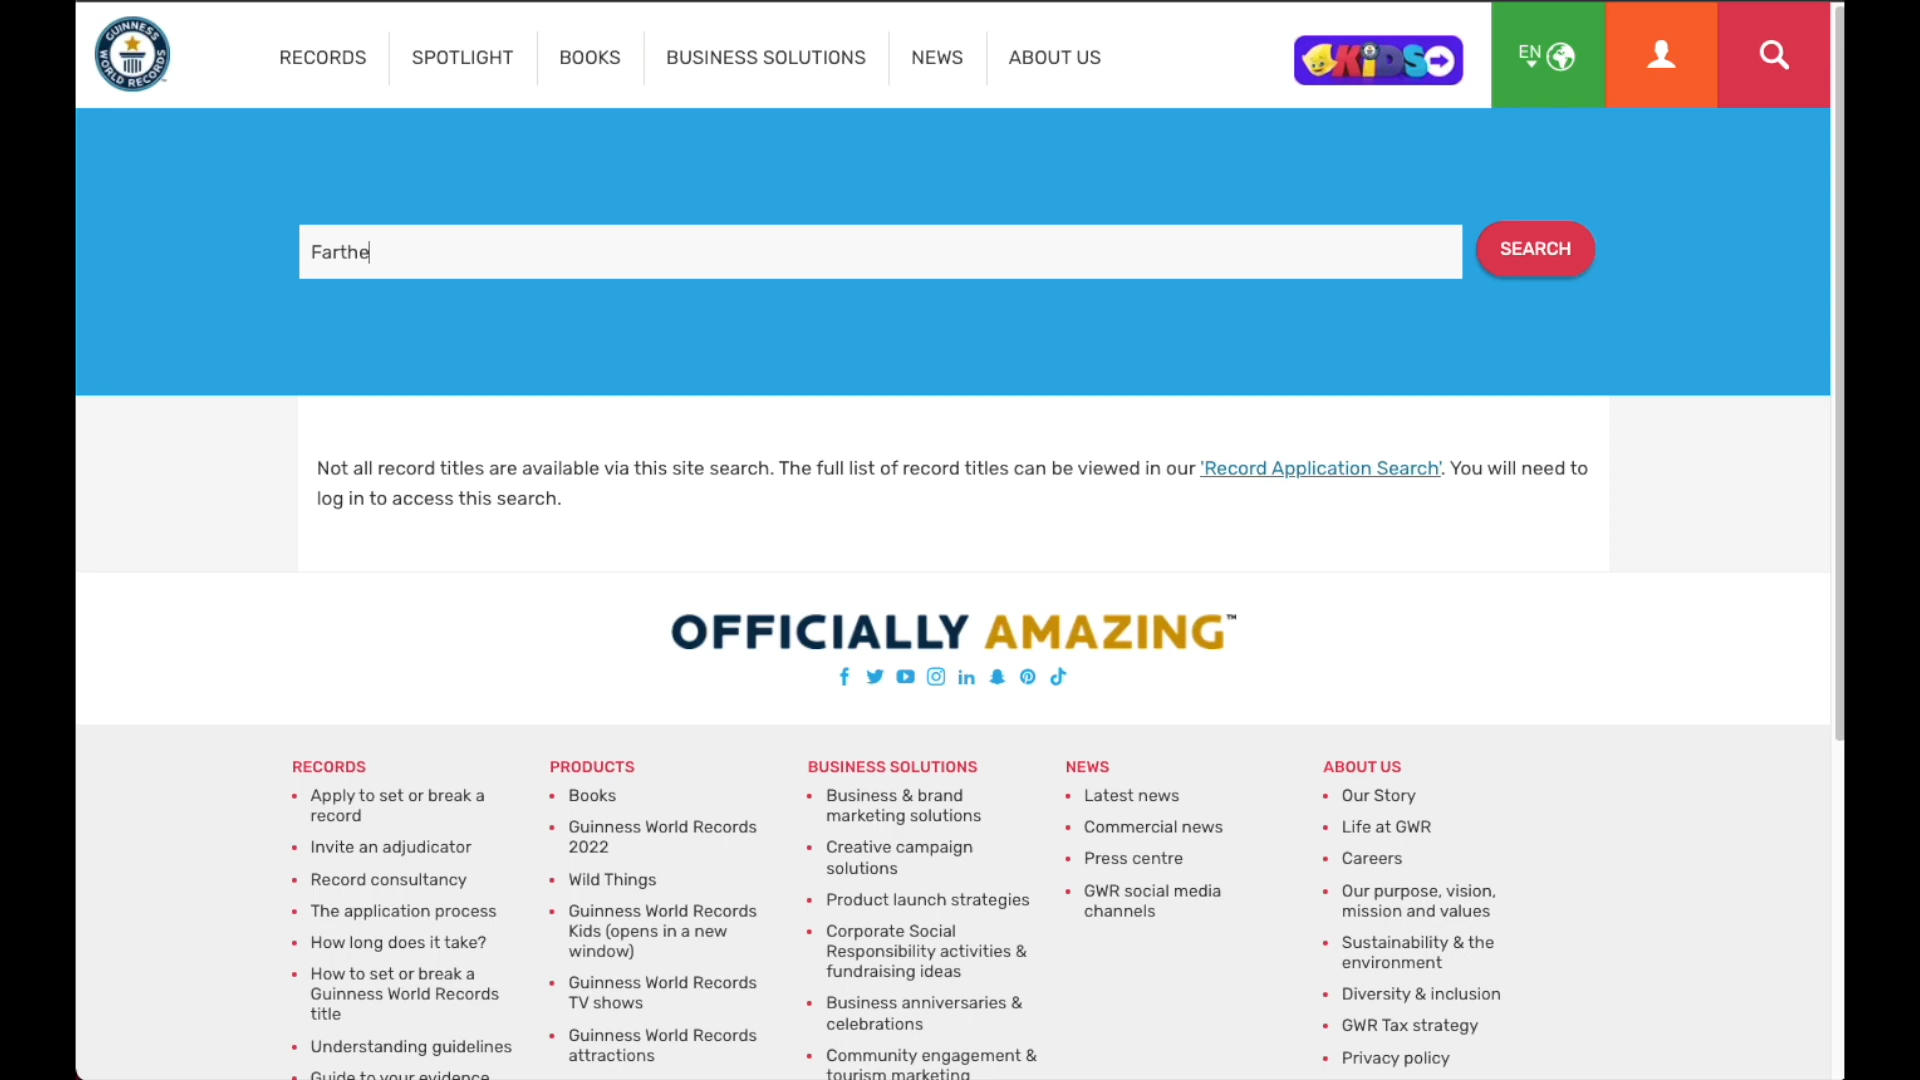 GUINNESS WORLD RECORDS
RECORDS
SPOTLIGHT
BOOKS
BUSINESS SOLUTIONS
NEWS
ABOUT US
KiDS
EN
Farthe
SEARCH
Not all record titles are available via this site search. The full list of record titles can be viewed in our 'Record Application Search'. You will need to
log in to access this search.
OFFICIALLY AMAZING™
RECORDS
Apply to set or break a
record
Invite an adjudicator
Record consultancy
The application process
How long does it take?
How to set or break a
Guinness World Records
title
Understanding guidelines
Guide to your evidence
PRODUCTS
Books
Guinness World Records
2022
Wild Things
Guinness World Records
Kids (opens in a new
window)
Guinness World Records
TV shows
Guinness World Records
attractions
BUSINESS SOLUTIONS
Business & brand
marketing solutions
Creative campaign
solutions
Product launch strategies
Corporate Social
Responsibility activities &
fundraising ideas
Business anniversaries &
celebrations
Community engagement &
tourism marketing
NEWS
Latest news
Commercial news
Press centre
GWR social media
channels
ABOUT US
Our Story
Life at GWR
Careers
Our purpose, vision,
mission and values
Sustainability & the
environment
Diversity & inclusion
GWR Tax strategy
Privacy policy